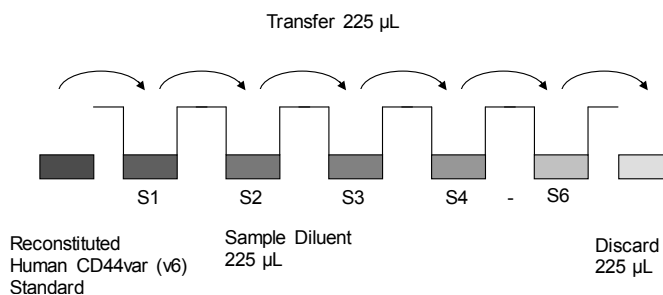 Transfer 225 µL
S1 S2 S3 S4 - S6
Reconstituted
Human CD44var (v6)
Standard
Sample Diluent
225 µL
Discard
225 µL